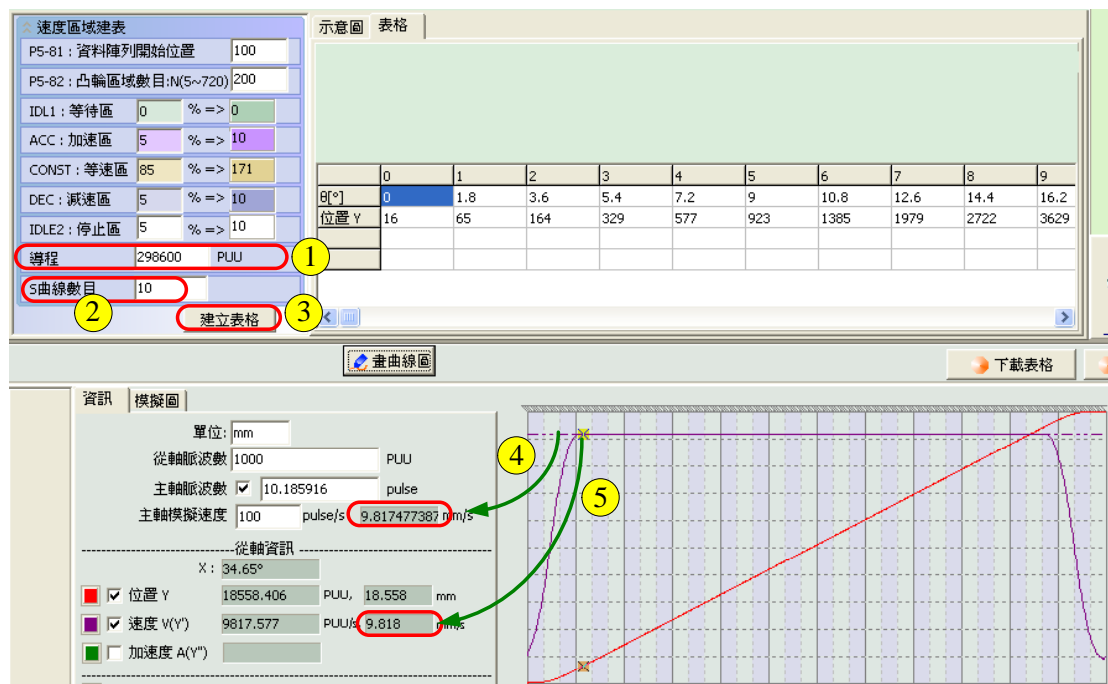 速度區域建表
P5-81：資料陣列開始位置 100
P5-82：凸輪區域數目:N(5~720) 200
IDL1：等待區 0 % => 0
ACC：加速區 5 % => 10
CONST：等速區 85 % => 171
DEC：減速區 5 % => 10
IDLE2：停止區 5 % => 10
導程 298600 PUU
1
S曲線數目 10
2
建立表格
3
示意圖 表格
0 1 2 3 4 5 6 7 8 9
θ[°] 0 1.8 3.6 5.4 7.2 9 10.8 12.6 14.4 16.2
位置 Y 16 65 164 329 577 923 1385 1979 2722 3629
畫曲線圖
下載表格
資訊 模擬圖
單位: mm
從軸脈波數 1000 PUU
主軸脈波數 10.185916 pulse
主軸模擬速度 100 pulse/s 9.817477387 mm/s
4
5
從軸資訊
X： 34.65°
位置 Y 18558.406 PUU, 18.558 mm
速度 V(Y') 9817.577 PUU/s 9.818 mm/s
加速度 A(Y")